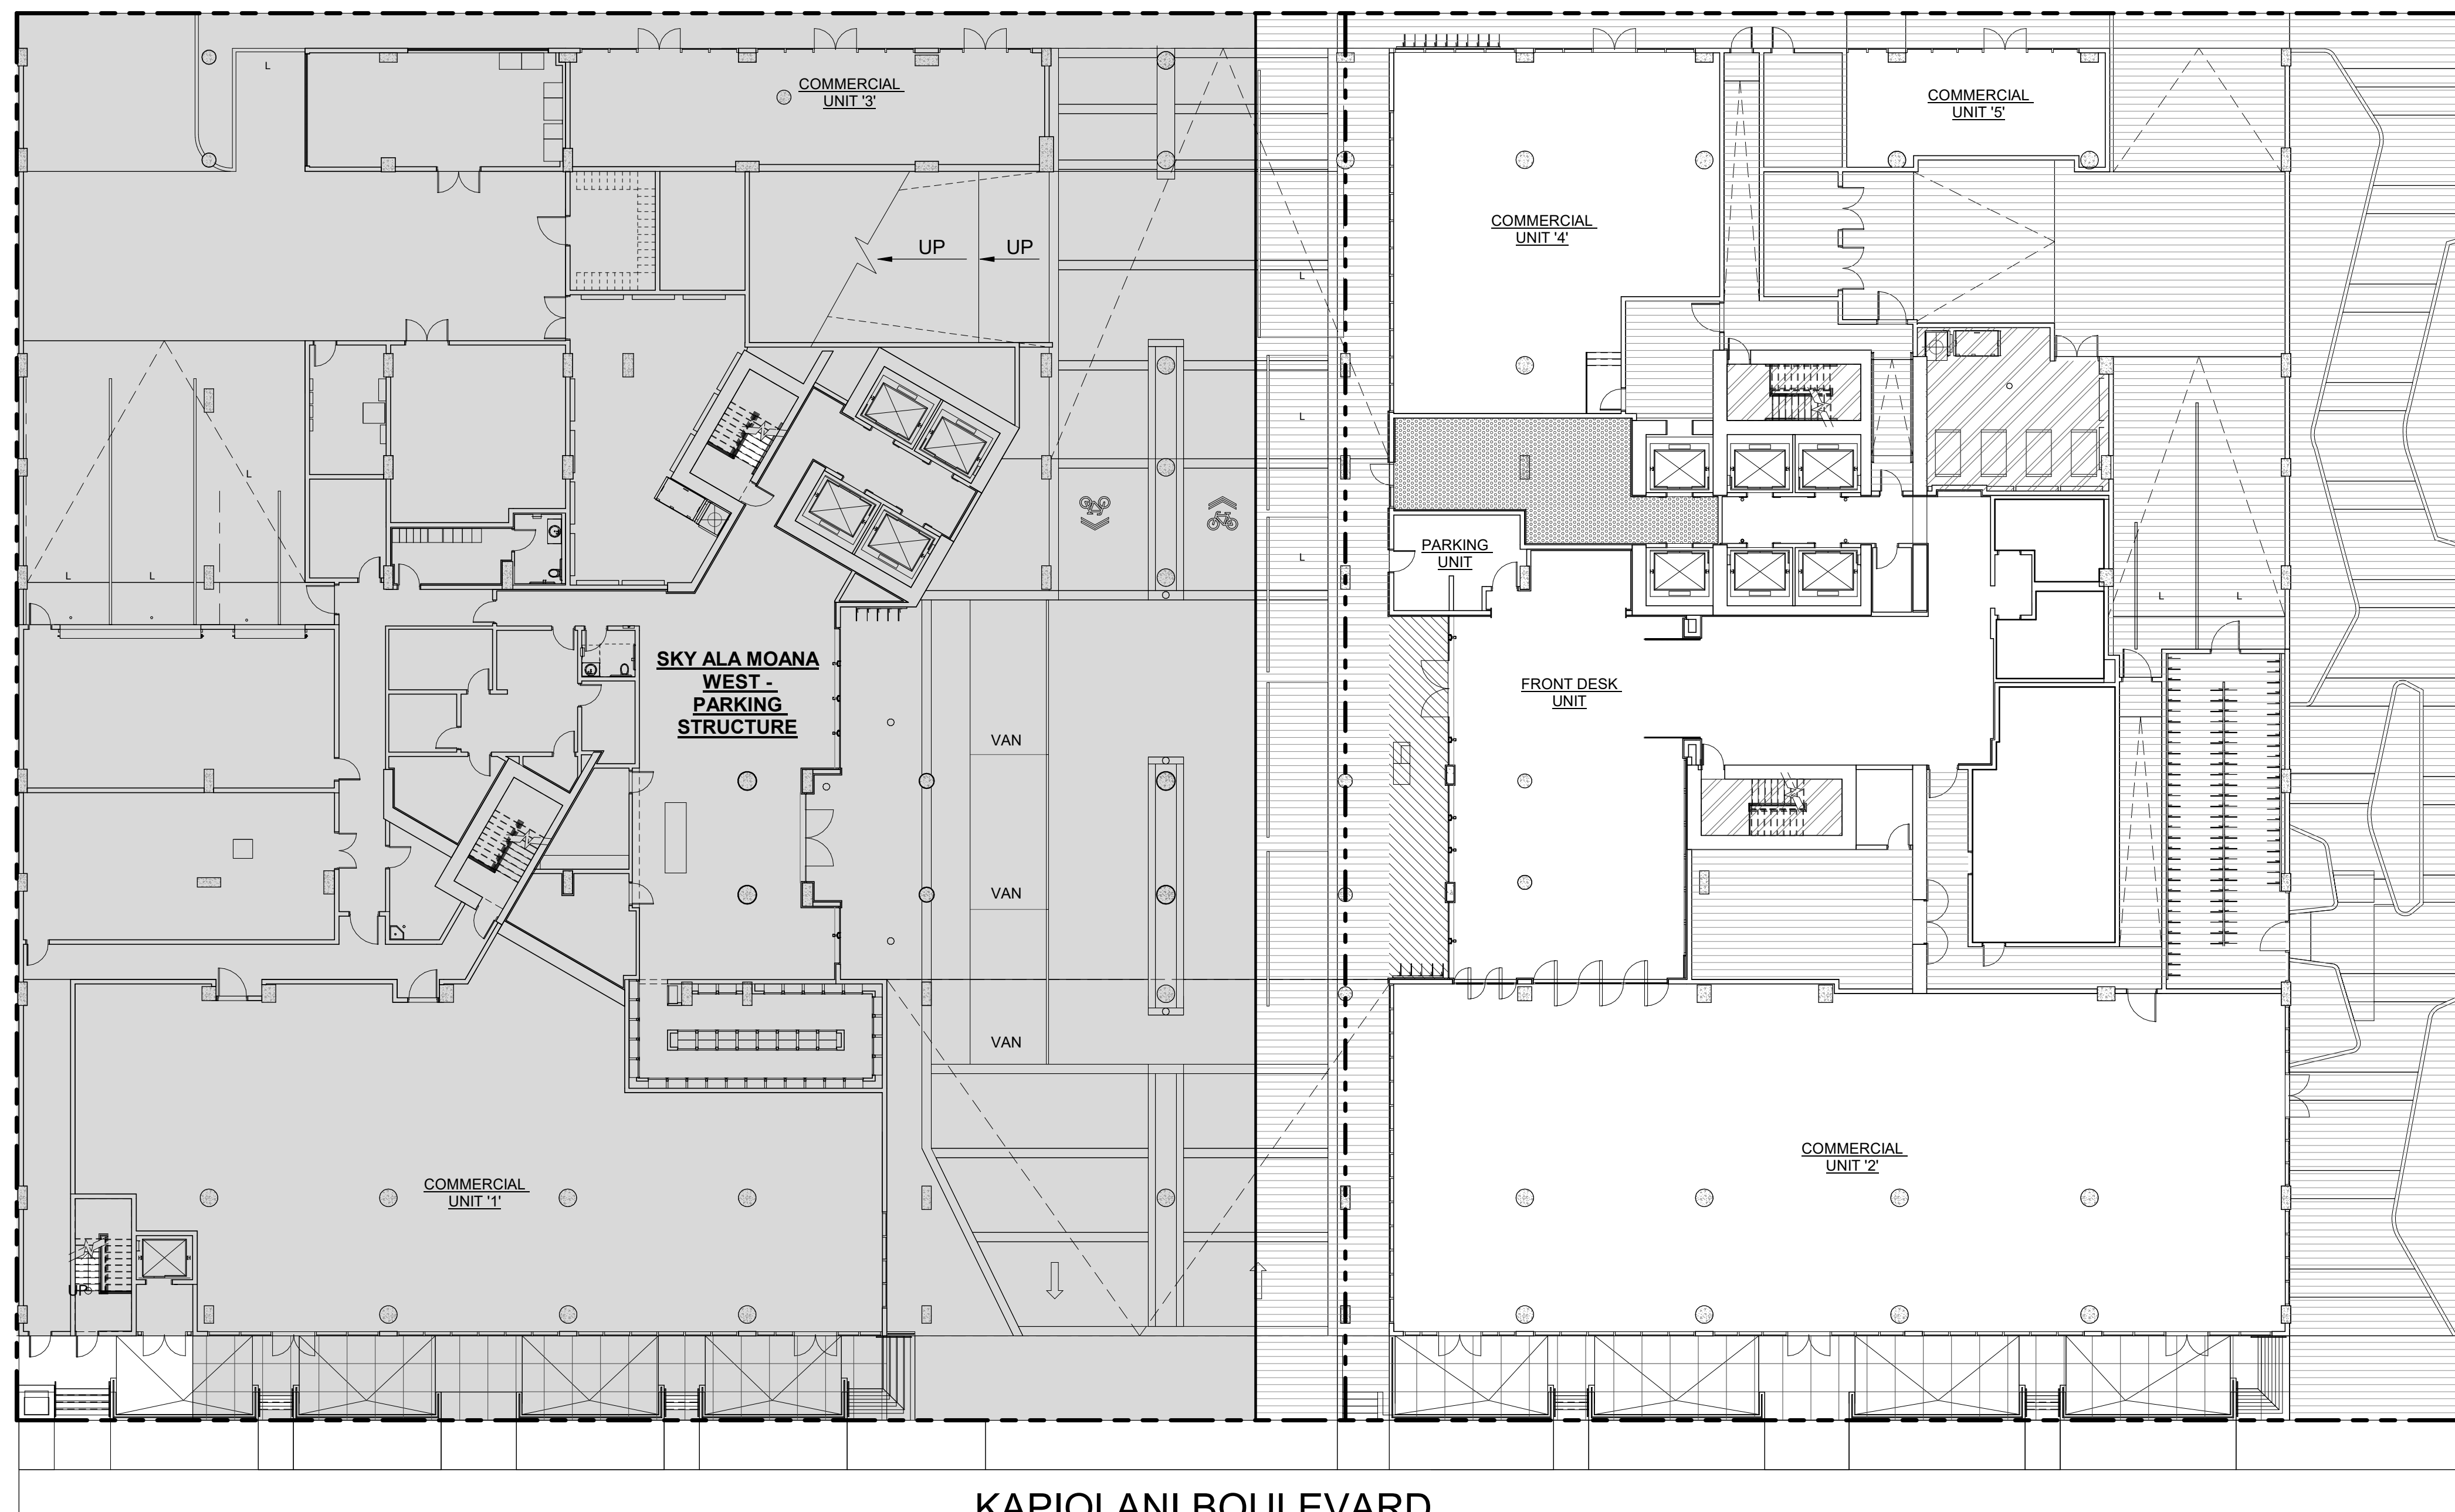 L
COMMERCIAL
UNIT '3'
COMMERCIAL
UNIT '5'
COMMERCIAL
UNIT '4'
UP
UP
L
L
L
L
L
L
PARKING
UNIT
L
L
SKY ALA MOANA
WEST -
PARKING
STRUCTURE
FRONT DESK
UNIT
VAN
VAN
VAN
COMMERCIAL
UNIT '1'
COMMERCIAL
UNIT '2'
UP
KAPIOLANI BOULEVARD